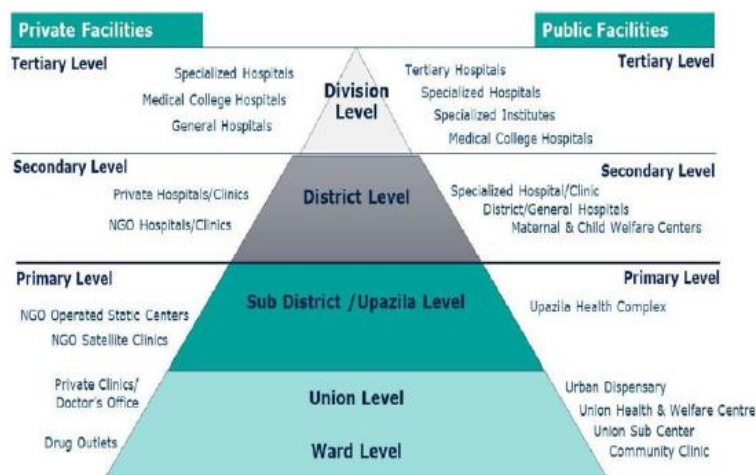 Private Facilities
Public Facilities
Tertiary Level
Tertiary Level
Specialized Hospitals
Medical College Hospitals
General Hospitals
Division
Level
Tertiary Hospitals
Specialized Hospitals
Specialized Institutes
Medical College Hospitals
Secondary Level
Secondary Level
Private Hospitals/Clinics
NGO Hospitals/Clinics
District Level
Specialized Hospital/Clinic
District/General Hospitals
Maternal & Child Welfare Centers
Primary Level
Primary Level
NGO Operated Static Centers
NGO Satellite Clinics
Sub District /Upazila Level
Upazila Health Complex
Private Clinics/
Doctor's Office
Drug Outlets
Union Level
Ward Level
Urban Dispensary
Union Health & Welfare Centre
Union Sub Center
Community Clinic